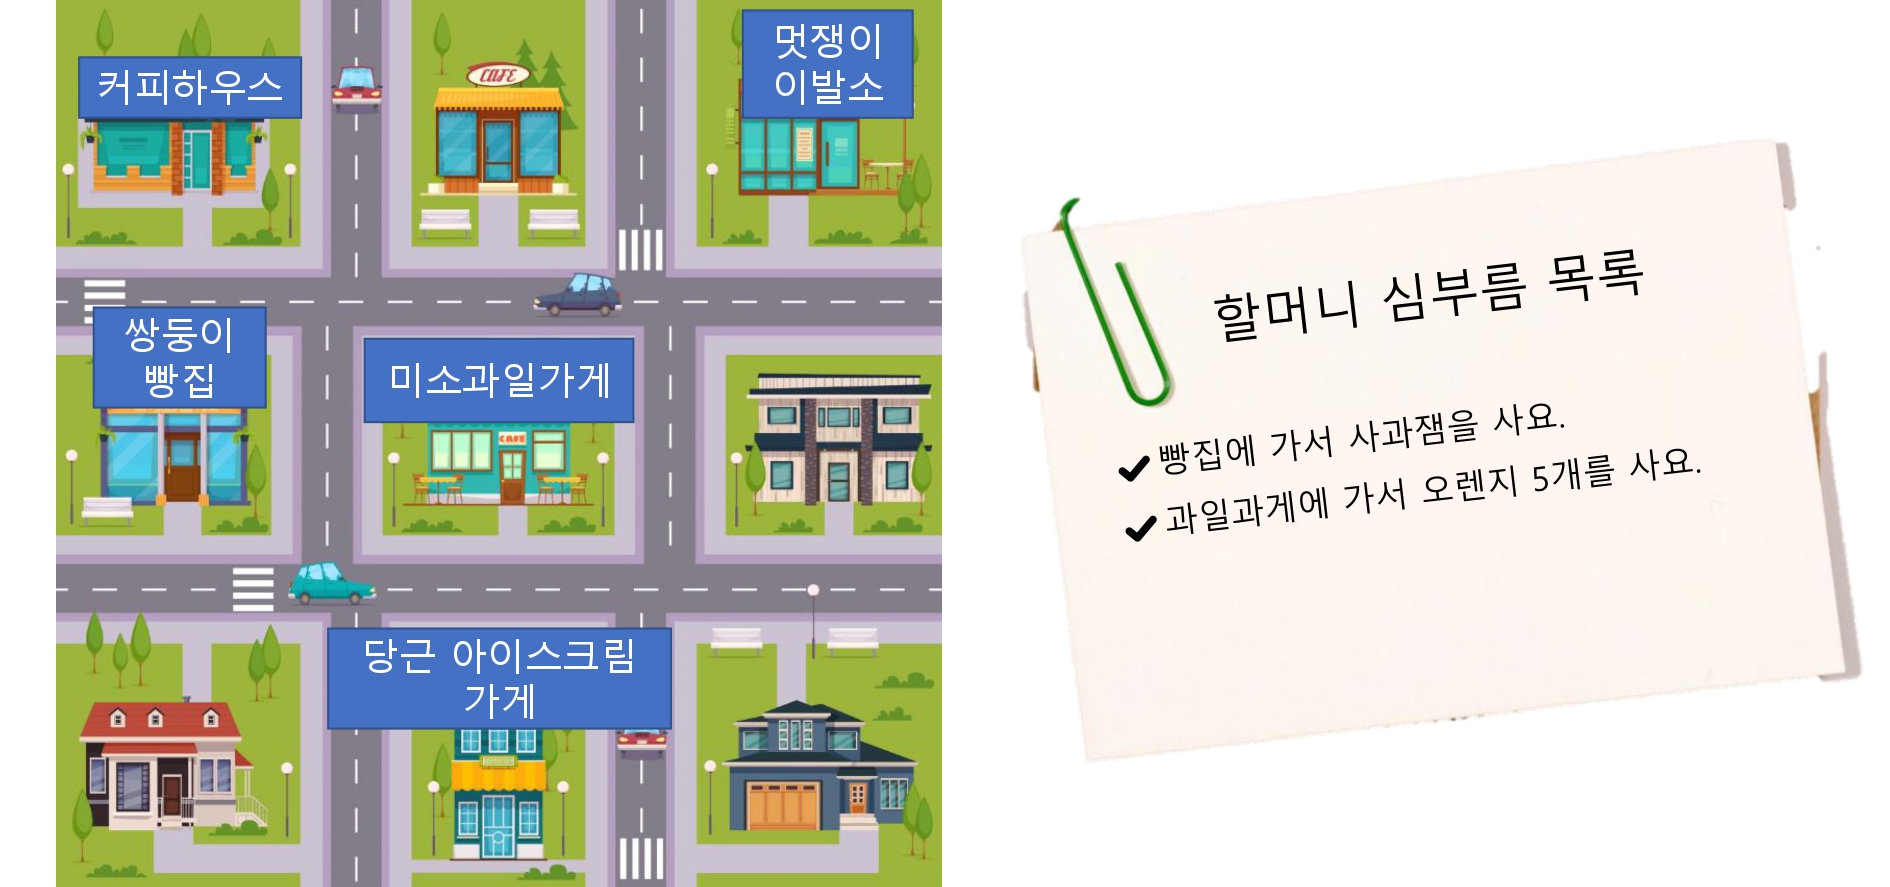 커피하우스
CAFE
멋쟁이
이발소
쌍둥이
빵집
미소과일가게
CAFE
당근 아이스크림
가게
할머니 심부름 목록
빵집에 가서 사과잼을 사요.
과일과게에 가서 오렌지 5개를 사요.